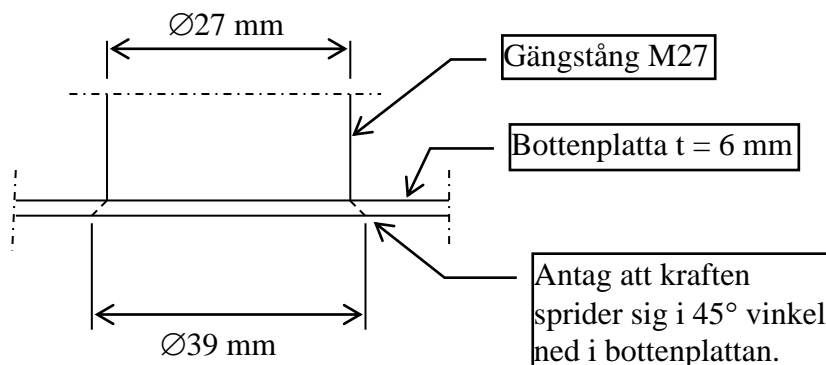 ∅27 mm
Gängstång M27
Bottenplatta t = 6 mm
Antag att kraften
sprider sig i 45° vinkel
ned i bottenplattan.
∅39 mm